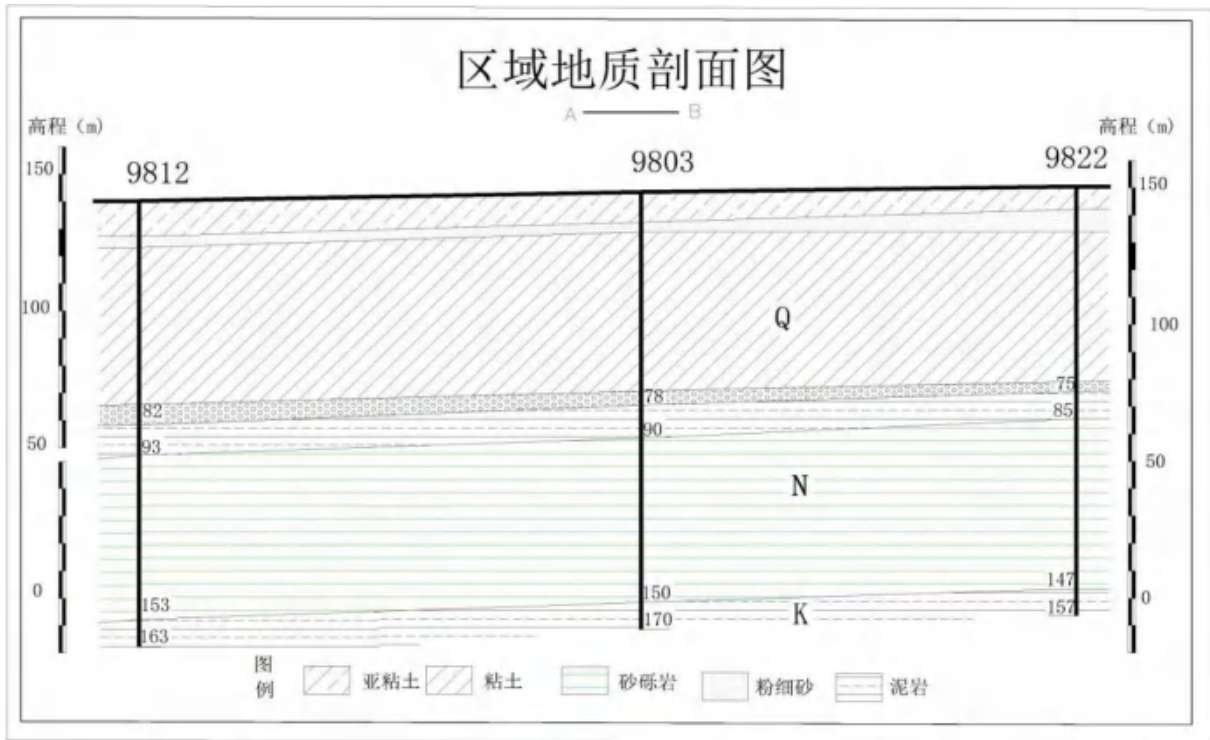 区域地质剖面图
A B
高程（m） 高程（m）
9812 9803 9822
150 150
100 100
Q
82 78 75
93 90 85
50 50
N
0 0
153 150 147
163 170 157
K
图例 亚粘土 粘土 砂砾岩 粉细砂 泥岩